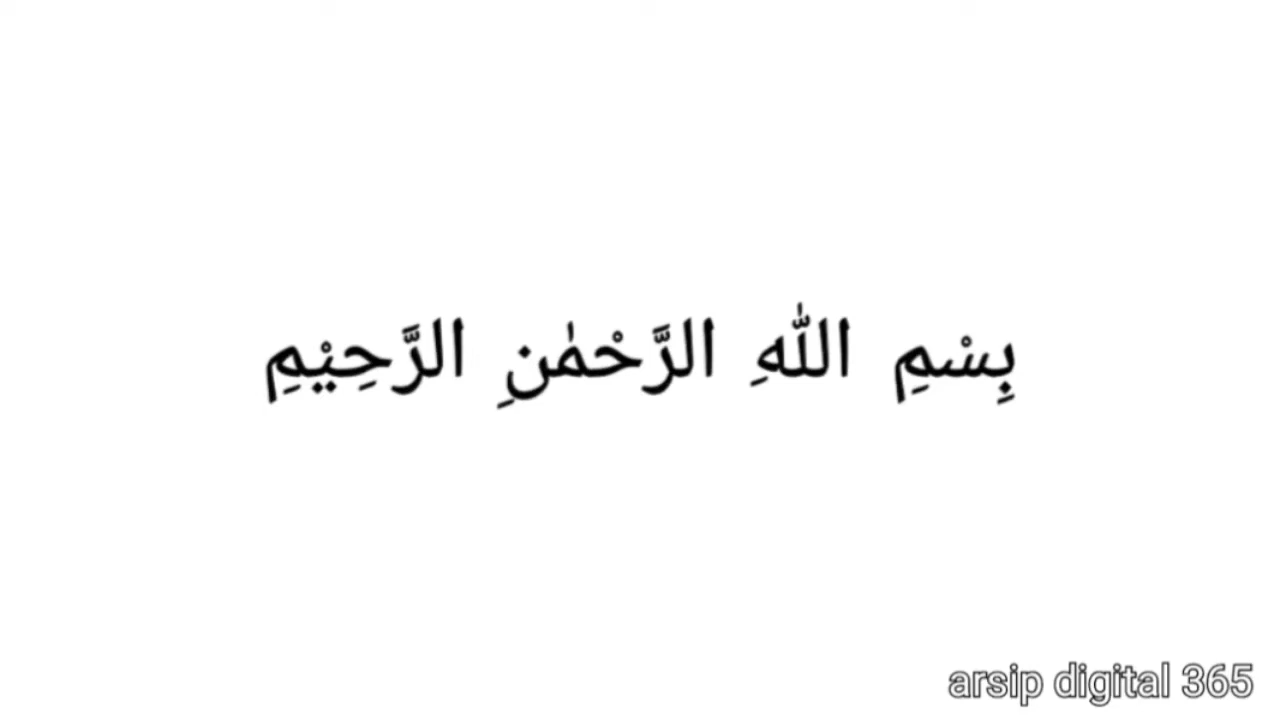 بِسْمِ اللّٰهِ الرَّحْمٰنِ الرَّحِيْمِ
arsip digital 365